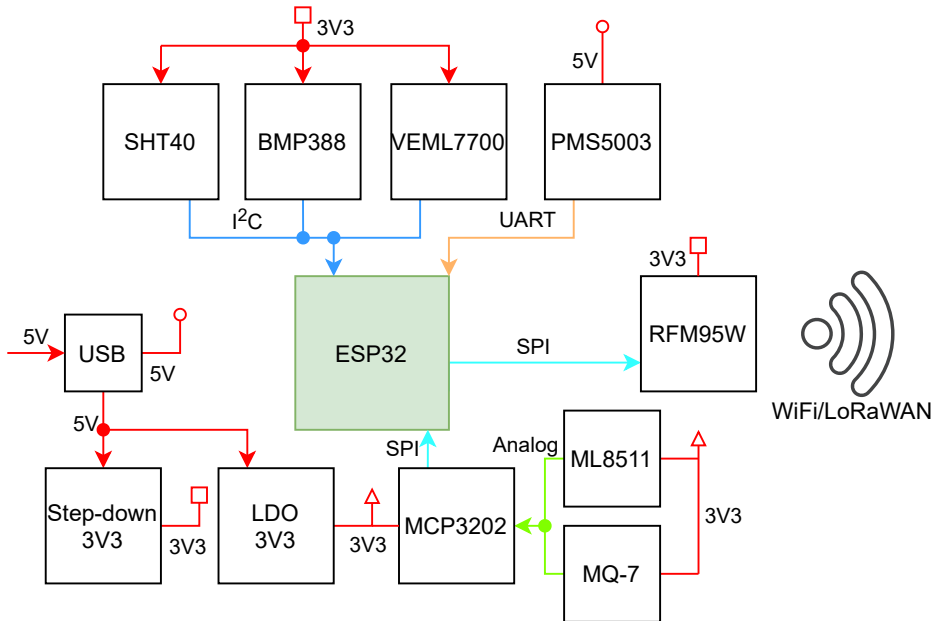 3V3
5V
SHT40
BMP388
VEML7700
PMS5003
I²C
UART
3V3
5V
USB
5V
ESP32
SPI
RFM95W
WiFi/LoRaWAN
5V
SPI
Analog
ML8511
3V3
Step-down
3V3
3V3
LDO
3V3
3V3
MCP3202
MQ-7